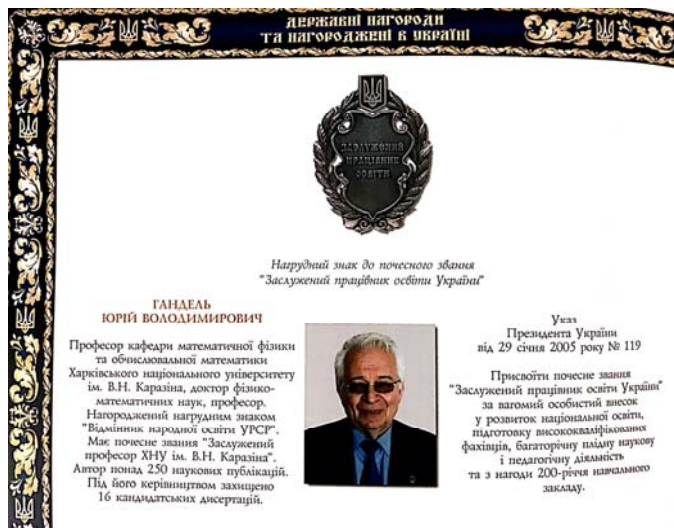 ДЕРЖАВНІ НАГОРОДИ
ТА НАГОРОДЖЕНІ В УКРАЇНІ
ЗАСЛУЖЕНИЙ
ПРАЦІВНИК
ОСВІТИ
Нагрудний знак до почесного звання
"Заслужений працівник освіти України"
ГАНДЕЛЬ
ЮРІЙ ВОЛОДИМИРОВИЧ
Професор кафедри математичної фізики
та обчислювальної математики
Харківського національного університету
ім. В.Н. Каразіна, доктор фізико-
математичних наук, професор.
Нагороджений нагрудним знаком
"Відмінник народної освіти УРСР".
Має почесне звання "Заслужений
професор ХНУ ім. В.Н. Каразіна".
Автор понад 250 наукових публікацій.
Під його керівництвом захищено
16 кандидатських дисертацій.
Указ
Президента України
від 29 січня 2005 року № 119
Присвоїти почесне звання
"Заслужений працівник освіти України"
за вагомий особистий внесок
у розвиток національної освіти,
підготовку висококваліфікованих
фахівців, багаторічну плідну наукову
і педагогічну діяльність
та з нагоди 200-річчя навчального
закладу.